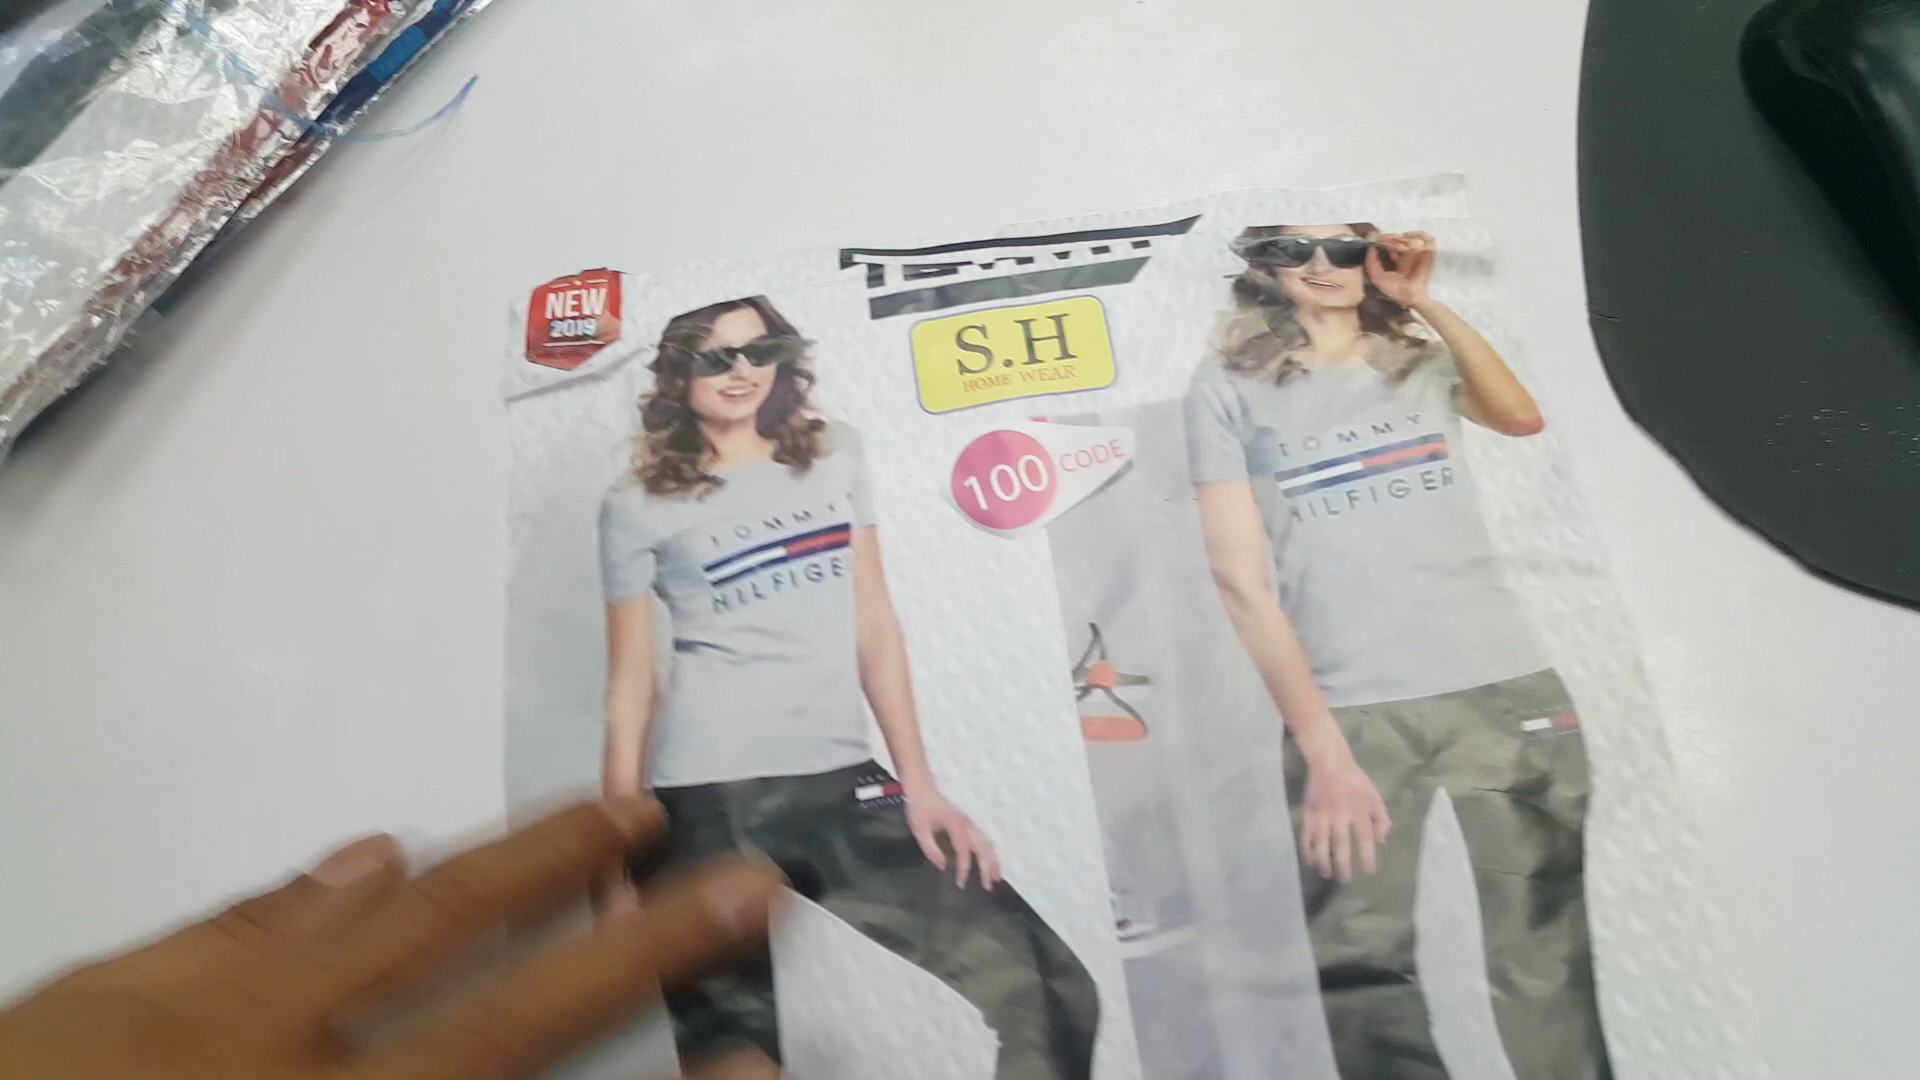 NEW
2019
S.H
HOME WEAR
100 CODE
TOMMY
HILFIGER
TOMMY
HILFIGER